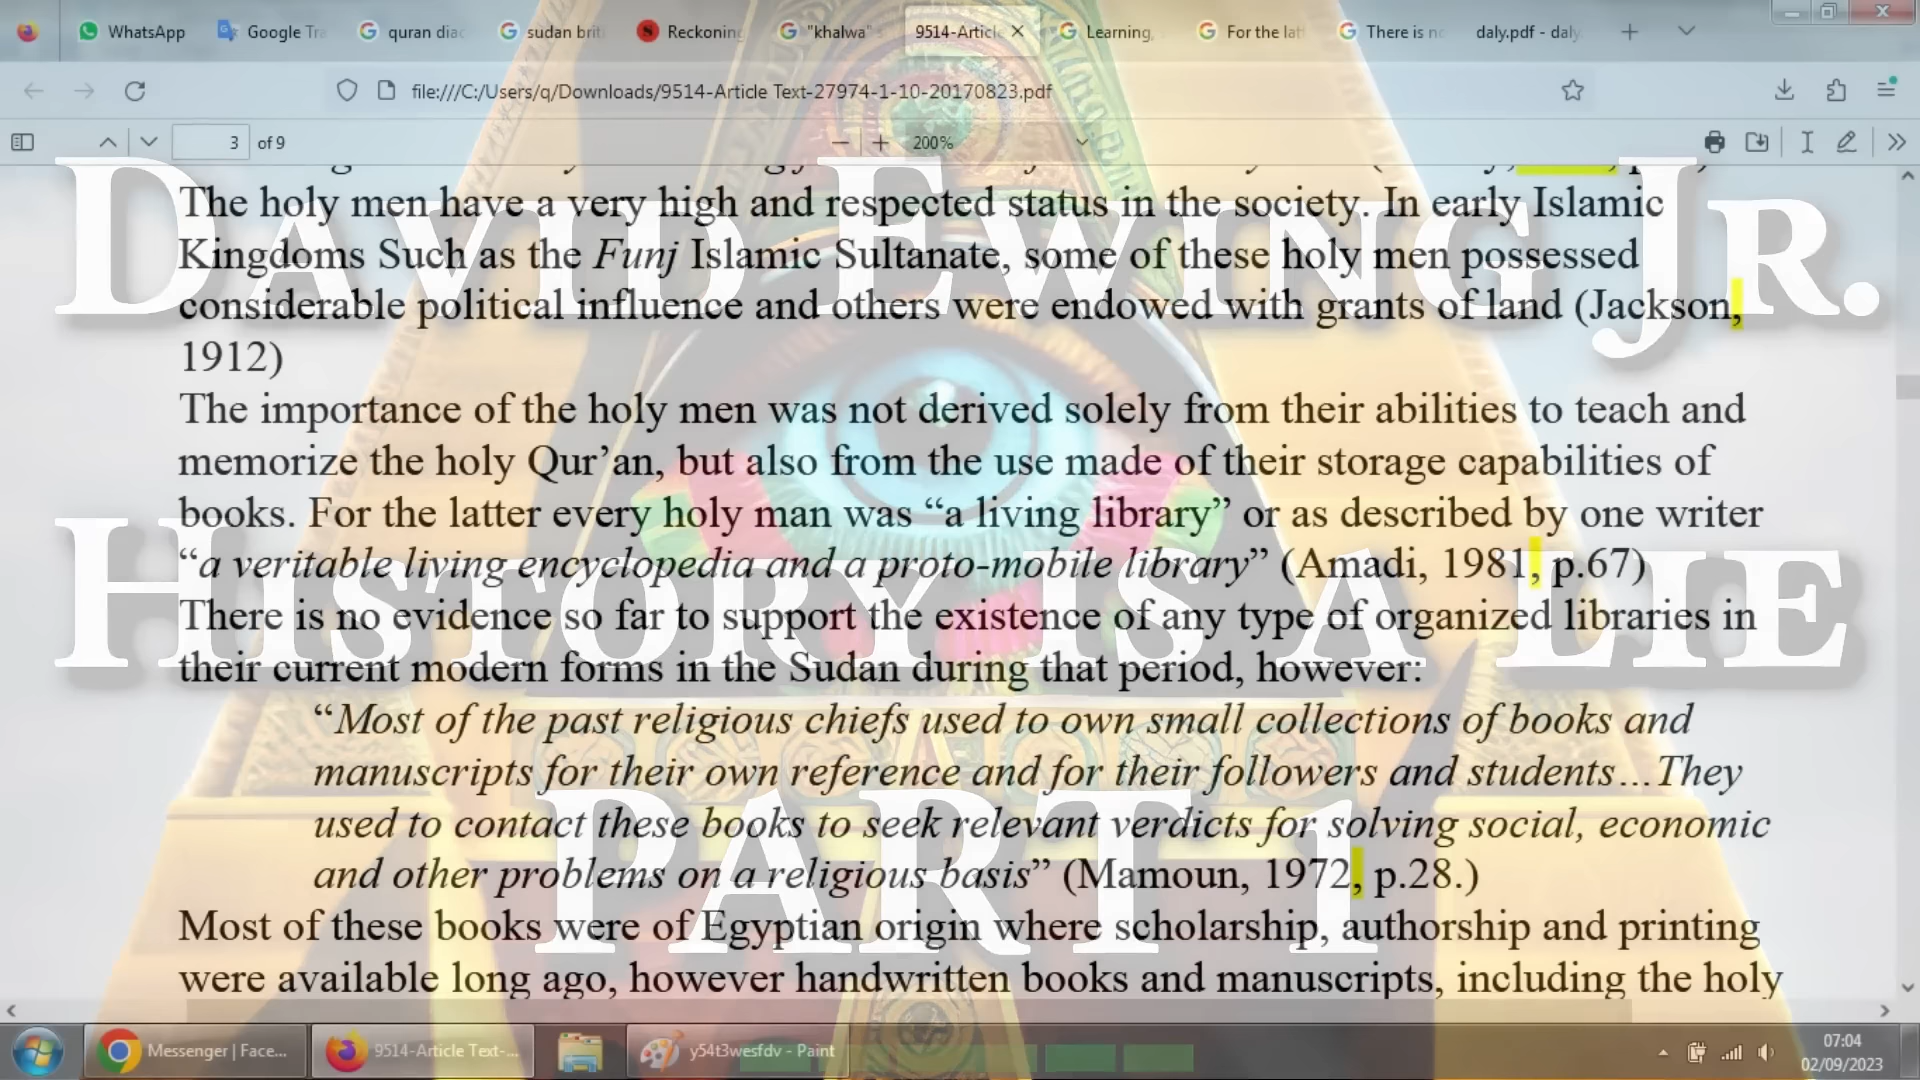 WhatsApp
Google Tra
quran diac
sudan briti
Reckoning
"khalwa" s
9514-Article
Learning,
For the latt
There is no
daly.pdf - daly
file:///C:/Users/q/Downloads/9514-Article Text-27974-1-10-20170823.pdf
3 of 9
200%
The holy men have a very high and respected status in the society. In early Islamic
Kingdoms Such as the Funj Islamic Sultanate, some of these holy men possessed
considerable political influence and others were endowed with grants of land (Jackson,
1912)
The importance of the holy men was not derived solely from their abilities to teach and
memorize the holy Qur’an, but also from the use made of their storage capabilities of
books. For the latter every holy man was “a living library” or as described by one writer
“a veritable living encyclopedia and a proto-mobile library” (Amadi, 1981, p.67)
There is no evidence so far to support the existence of any type of organized libraries in
their current modern forms in the Sudan during that period, however:
“Most of the past religious chiefs used to own small collections of books and
manuscripts for their own reference and for their followers and students…They
used to contact these books to seek relevant verdicts for solving social, economic
and other problems on a religious basis” (Mamoun, 1972, p.28.)
Most of these books were of Egyptian origin where scholarship, authorship and printing
were available long ago, however handwritten books and manuscripts, including the holy
DAVID EWING JR.
HISTORY IS A LIE
PART 1
Messenger | Face...
9514-Article Text-...
y54t3wesfdv - Paint
07:04
02/09/2023